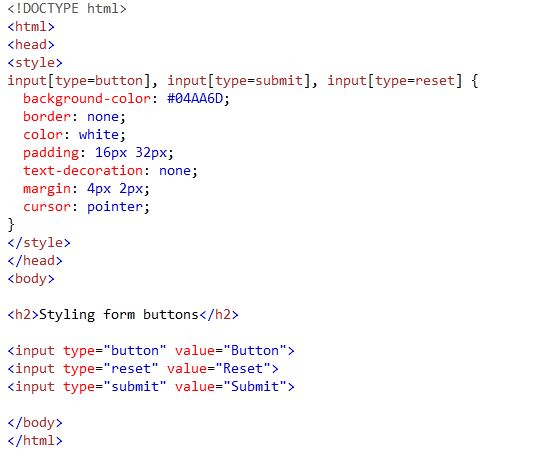 <!DOCTYPE html>
<html>
<head>
<style>
input[type=button], input[type=submit], input[type=reset] {
  background-color: #04AA6D;
  border: none;
  color: white;
  padding: 16px 32px;
  text-decoration: none;
  margin: 4px 2px;
  cursor: pointer;
}
</style>
</head>
<body>

<h2>Styling form buttons</h2>

<input type="button" value="Button">
<input type="reset" value="Reset">
<input type="submit" value="Submit">

</body>
</html>